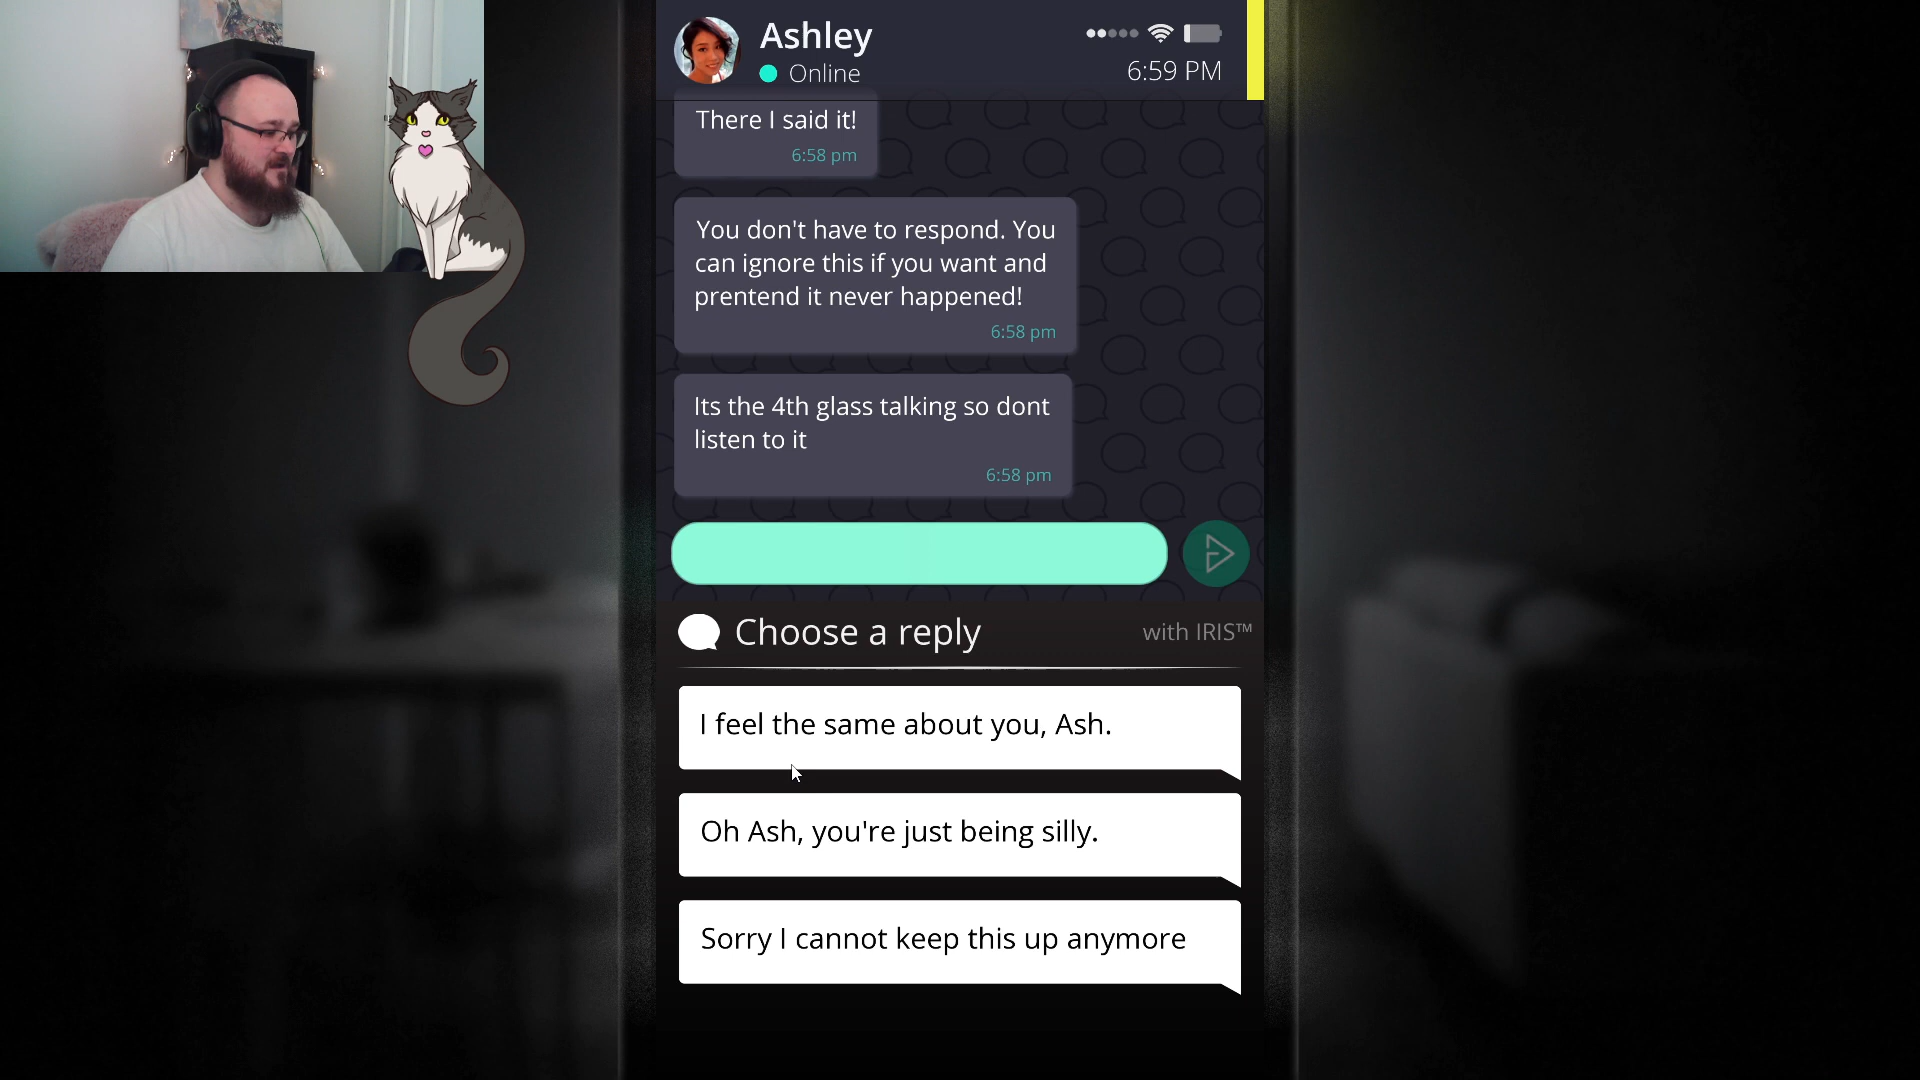 Ashley
Online
6:59 PM
There I said it!
6:58 pm
You don't have to respond. You
can ignore this if you want and
prentend it never happened!
6:58 pm
Its the 4th glass talking so dont
listen to it
6:58 pm
Choose a reply
with IRIS™
I feel the same about you, Ash.
Oh Ash, you're just being silly.
Sorry I cannot keep this up anymore